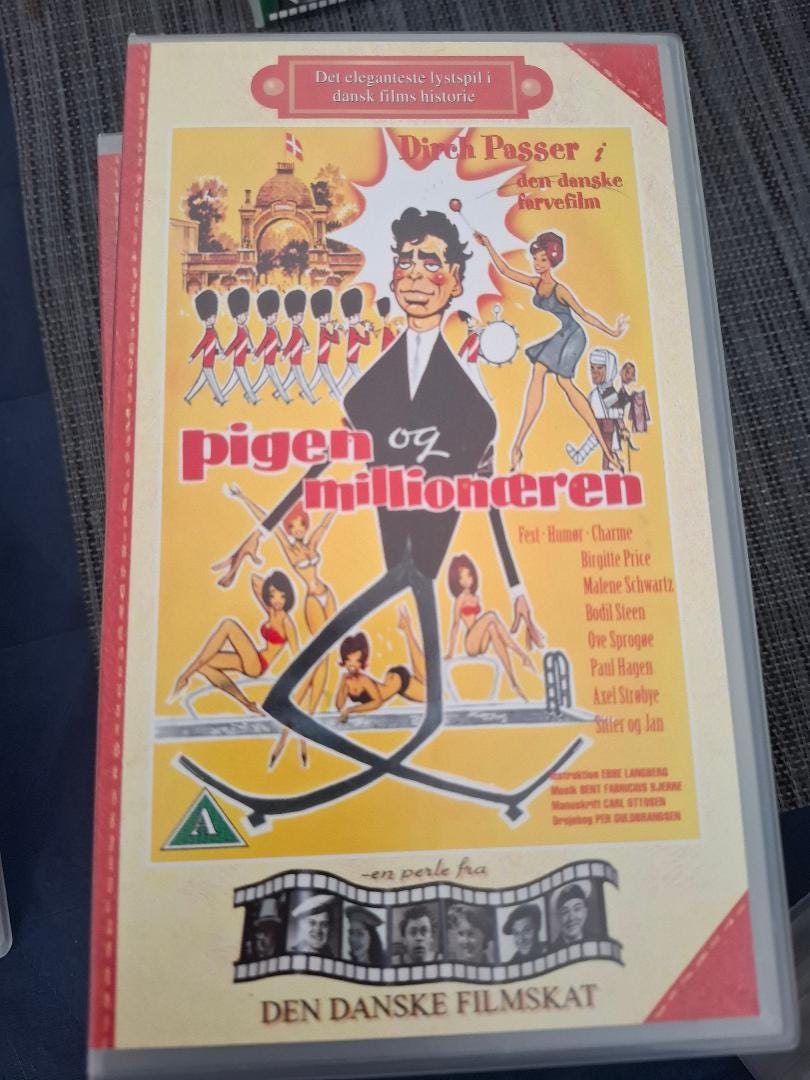 Det eleganteste lystspil i
dansk films historie
Dirch Passer i
den danske
farvefilm
pigen og
millionæren
Fest · Humør · Charme
Birgitte Price
Malene Schwartz
Bodil Steen
Ove Sprogøe
Paul Hagen
Axel Strøbye
Sitter og Jan
Instruktion EBBE LANGBERG
Musik BENT FABRICIUS BJERRE
Manuskritt CARL OTTOSEN
Drejebog PER GULDBRANDSEN
A
-en perle fra
DEN DANSKE FILMSKAT